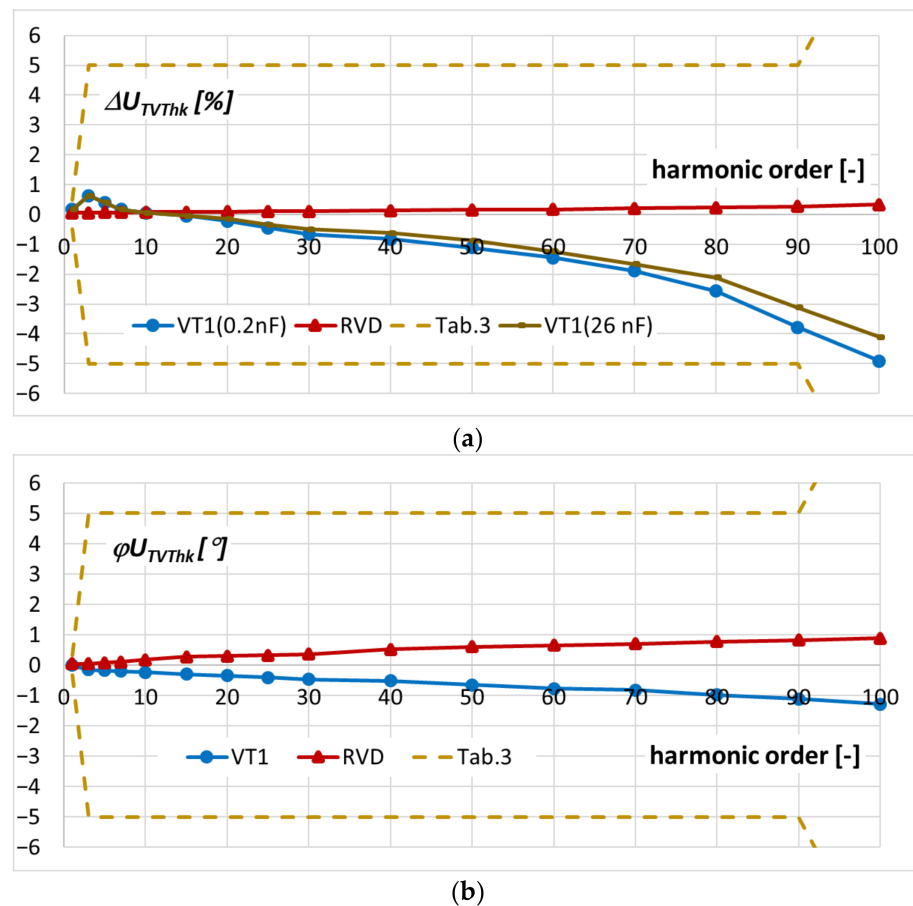 6
5
4
3
2
1
0
−1
−2
−3
−4
−5
−6
ΔU_TVThk [%]
harmonic order [-]
0 10 20 30 40 50 60 70 80 90 100
VT1(0.2nF) RVD Tab.3 VT1(26 nF)
(a)
6
5
4
3
2
1
0
−1
−2
−3
−4
−5
−6
φU_TVThk [°]
0 10 20 30 40 50 60 70 80 90 100
VT1 RVD Tab.3
harmonic order [-]
(b)